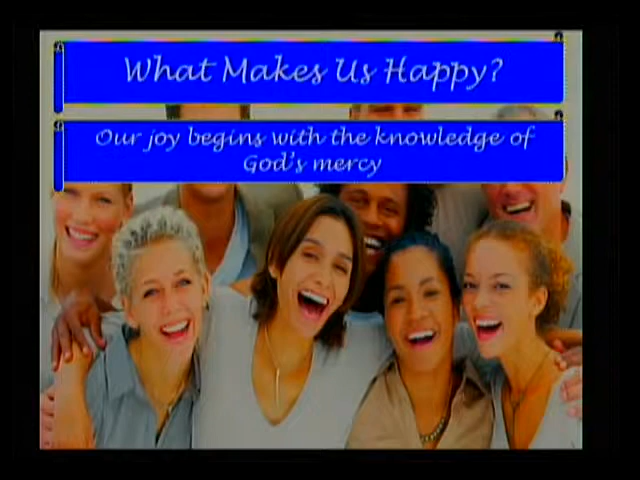 What Makes Us Happy?
Our joy begins with the knowledge of
God's mercy